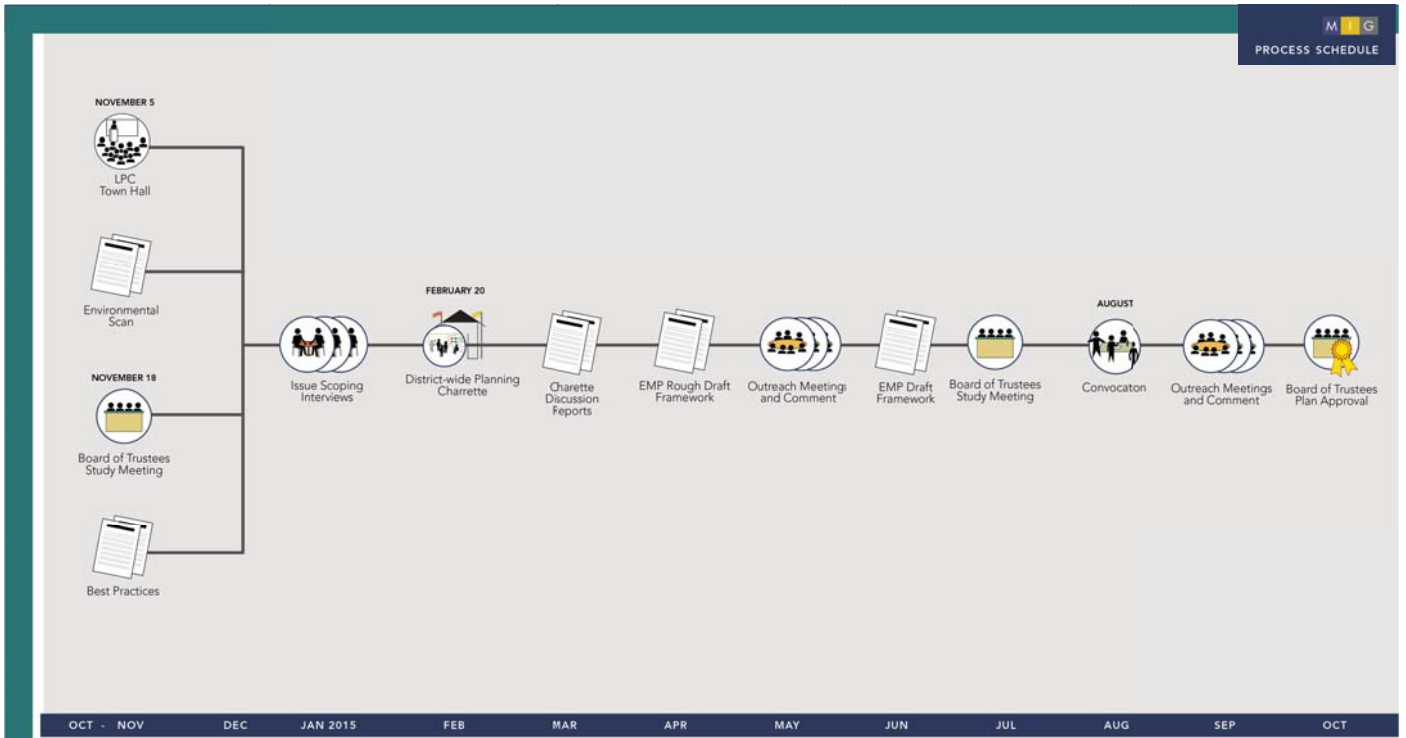 M I G
PROCESS SCHEDULE
NOVEMBER 5
LPC
Town Hall
Environmental
Scan
NOVEMBER 18
Board of Trustees
Study Meeting
Best Practices
Issue Scoping
Interviews
FEBRUARY 20
District-wide Planning
Charrette
Charette
Discussion
Reports
EMP Rough Draft
Framework
Outreach Meetings
and Comment
EMP Draft
Framework
Board of Trustees
Study Meeting
AUGUST
Convocaton
Outreach Meetings
and Comment
Board of Trustees
Plan Approval
OCT - NOV DEC JAN 2015 FEB MAR APR MAY JUN JUL AUG SEP OCT